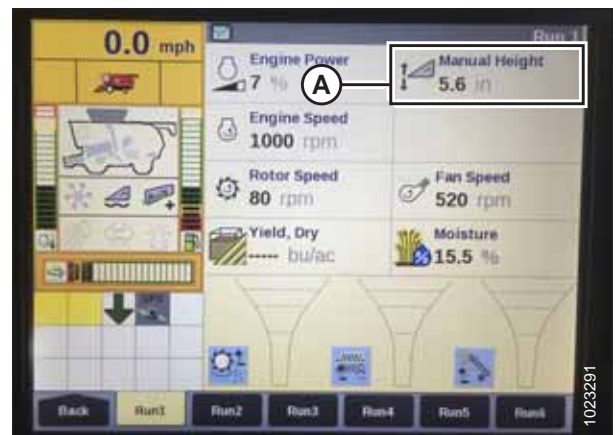 0.0 mph
Run 1
Engine Power
7 %
A
Manual Height
5.6 in
Engine Speed
1000 rpm
Rotor Speed
80 rpm
Fan Speed
520 rpm
Yield, Dry
----- bu/ac
Moisture
15.5 %
Back
Run1
Run2
Run3
Run4
Run5
Run6
1023291